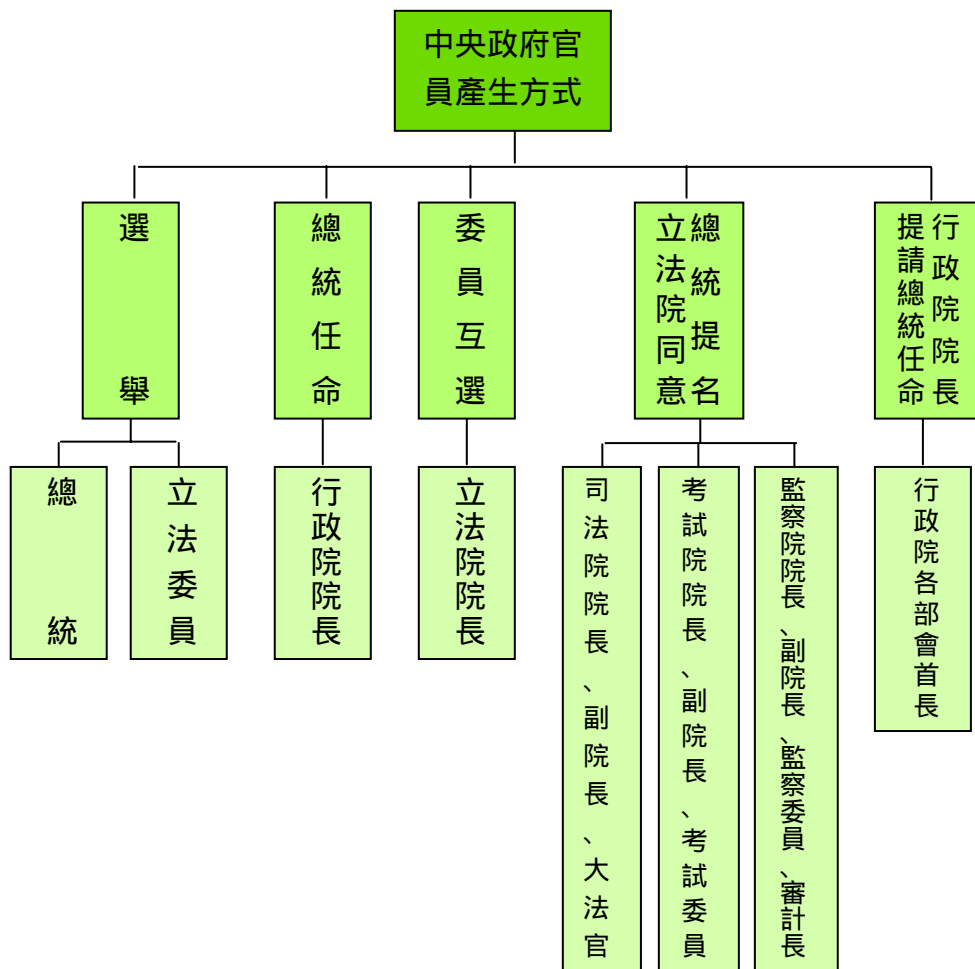 中央政府官
員產生方式
選舉
總統任命
委員互選
總統提名
立法院同意
行政院院長
提請總統任命
總統
立法委員
行政院院長
立法院院長
司法院院長、副院長、大法官
考試院院長、副院長、考試委員
監察院院長、副院長、監察委員、審計長
行政院各部會首長